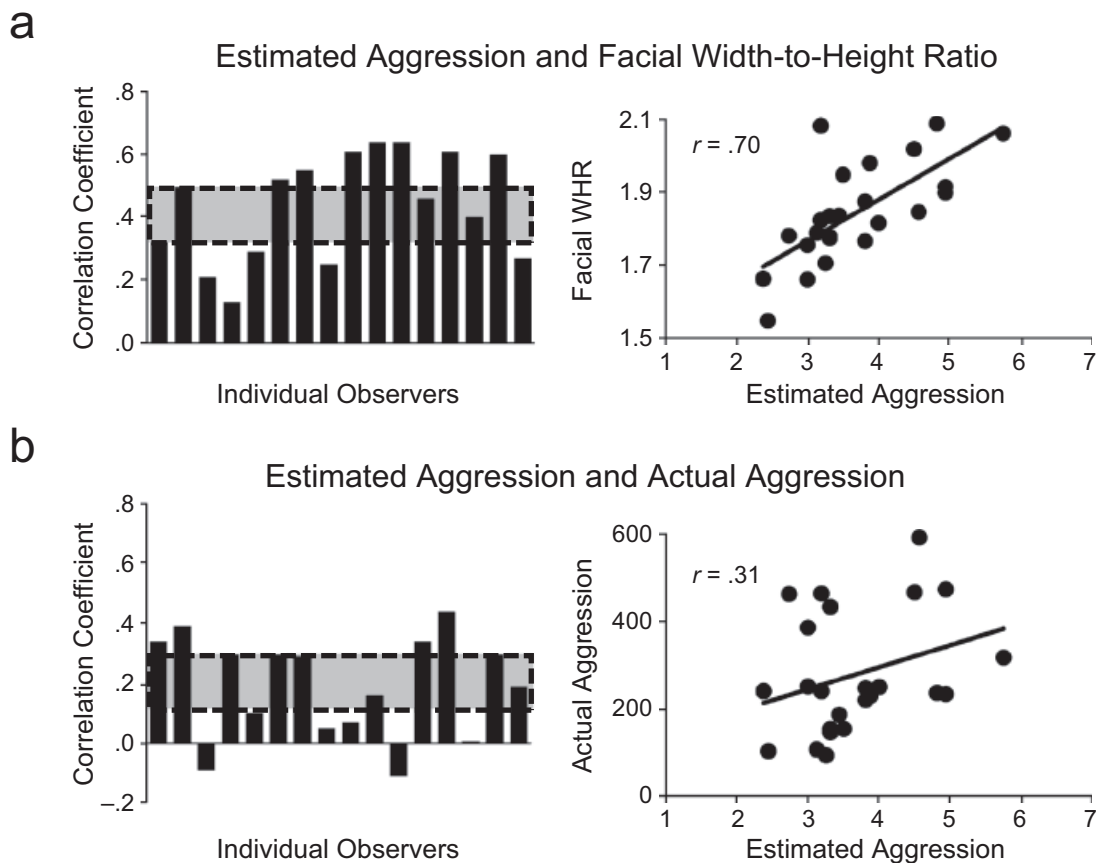 a
Estimated Aggression and Facial Width-to-Height Ratio
Correlation Coefficient
.8
.6
.4
.2
.0
Individual Observers
Facial WHR
2.1
1.9
1.7
1.5
r = .70
1 2 3 4 5 6 7
Estimated Aggression
b
Estimated Aggression and Actual Aggression
Correlation Coefficient
.8
.6
.4
.2
.0
–.2
Individual Observers
Actual Aggression
600
400
200
0
r = .31
1 2 3 4 5 6 7
Estimated Aggression